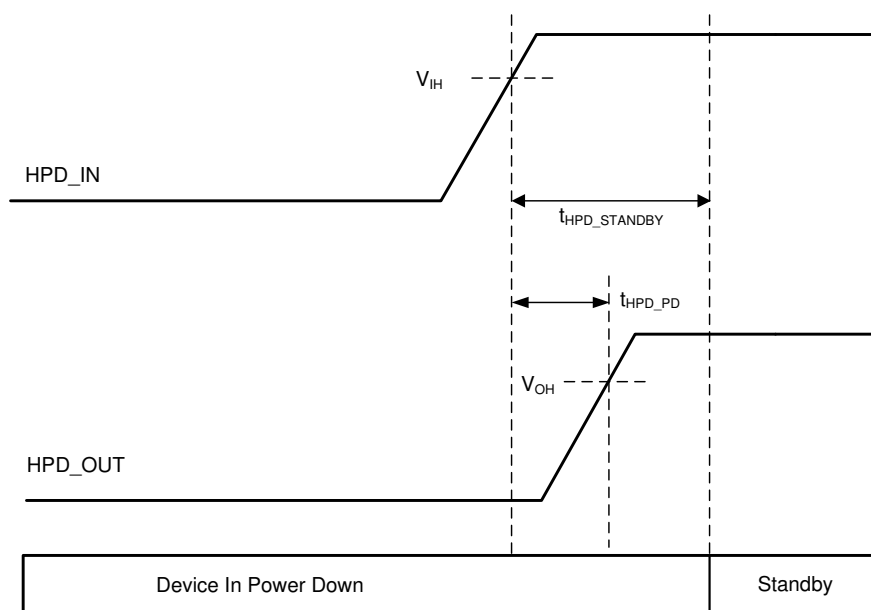 V_IH
HPD_IN
t_HPD_STANDBY
t_HPD_PD
V_OH
HPD_OUT
Device In Power Down
Standby